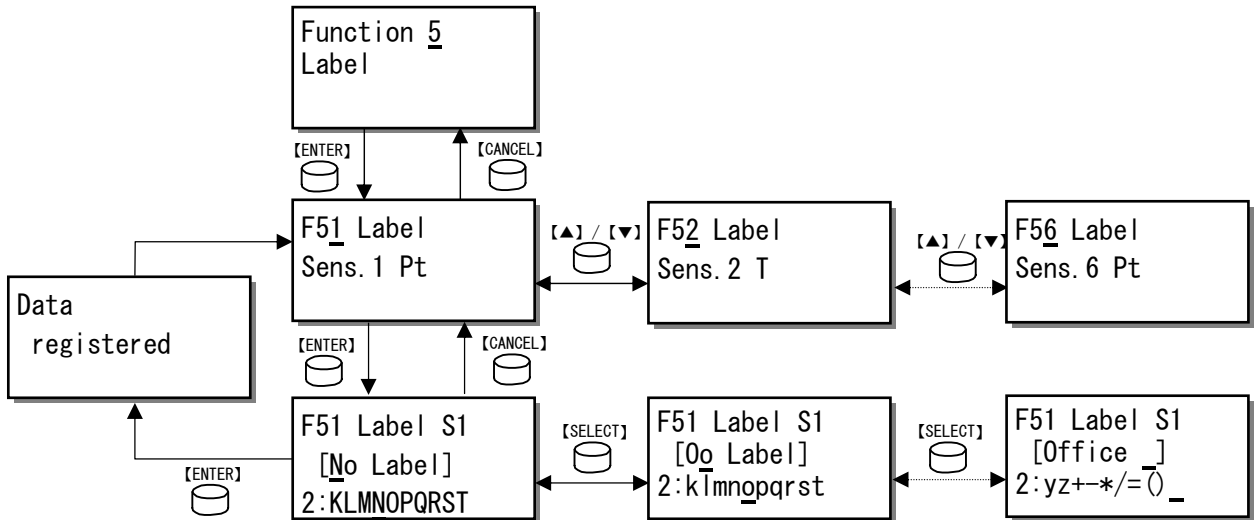 Function 5
Label
【ENTER】
【CANCEL】
F51 Label
Sens.1 Pt
【▲】/【▼】
F52 Label
Sens.2 T
【▲】/【▼】
F56 Label
Sens.6 Pt
Data
registered
【ENTER】
【CANCEL】
F51 Label S1
[No Label]
2:KLMNOPQRST
【SELECT】
F51 Label S1
[Oo Label]
2:klmnopqrst
【SELECT】
F51 Label S1
[Office _]
2:yz+-*/=()_
【ENTER】